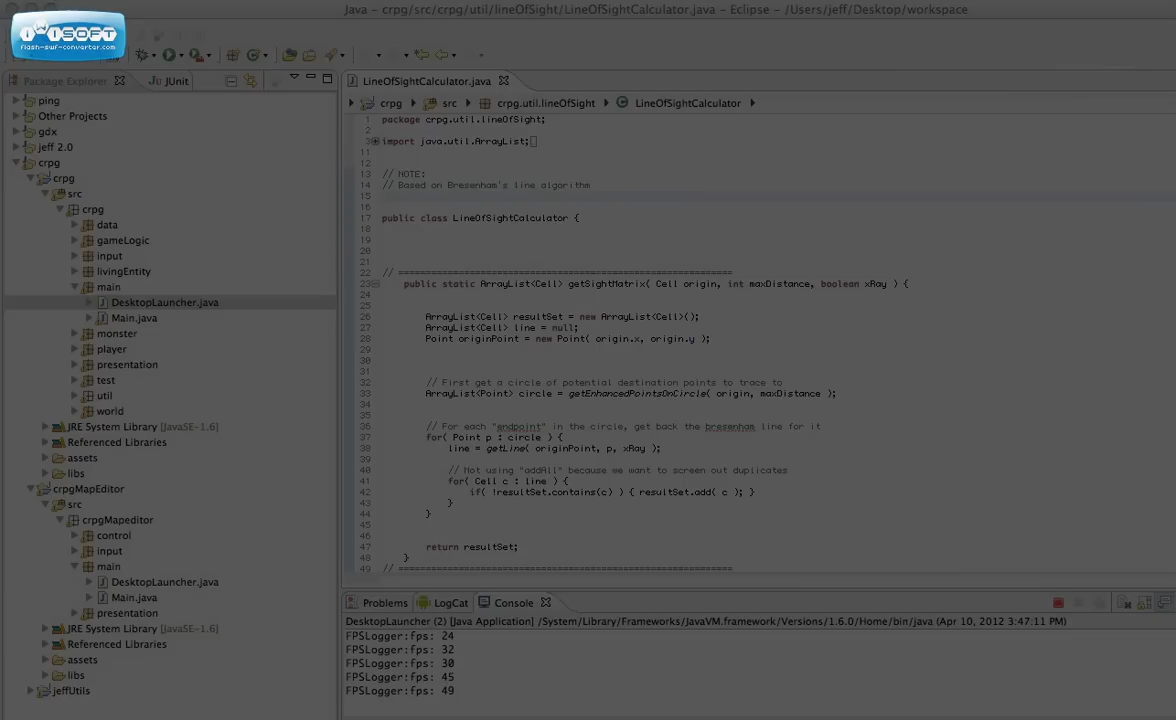 Java - crpg/src/crpg/util/lineOfSight/LineOfSightCalculator.java - Eclipse - /Users/jeff/Desktop/workspace
iWiSOFT
flash-swf-converter.com
Package Explorer
JUnit
ping
Other Projects
gdx
jeff 2.0
crpg
crpg
src
crpg
data
gameLogic
input
livingEntity
main
DesktopLauncher.java
Main.java
monster
player
presentation
test
util
world
JRE System Library [JavaSE-1.6]
Referenced Libraries
assets
libs
crpgMapEditor
src
crpgMapeditor
control
input
main
DesktopLauncher.java
Main.java
presentation
JRE System Library [JavaSE-1.6]
Referenced Libraries
assets
libs
jeffUtils
LineOfSightCalculator.java
crpg src crpg.util.lineOfSight LineOfSightCalculator
1 package crpg.util.lineOfSight;
2
3 import java.util.ArrayList;
11
12
13 // NOTE:
14 // Based on Bresenham's line algorithm
15
16
17 public class LineOfSightCalculator {
18
19
20
21
22 // =============================================================
23 public static ArrayList<Cell> getSightMatrix( Cell origin, int maxDistance, boolean xRay ) {
24
25
26 ArrayList<Cell> resultSet = new ArrayList<Cell>();
27 ArrayList<Cell> line = null;
28 Point originPoint = new Point( origin.x, origin.y );
29
30
31
32 // First get a circle of potential destination points to trace to
33 ArrayList<Point> circle = getEnhancedPointsOnCircle( origin, maxDistance );
34
35
36 // For each "endpoint" in the circle, get back the bresenham line for it
37 for( Point p : circle ) {
38 line = getLine( originPoint, p, xRay );
39
40 // Not using "addAll" because we want to screen out duplicates
41 for( Cell c : line ) {
42 if( !resultSet.contains(c) ) { resultSet.add( c ); }
43 }
44 }
45
46
47 return resultSet;
48 }
49 // =============================================================
Problems
LogCat
Console
DesktopLauncher (2) [Java Application] /System/Library/Frameworks/JavaVM.framework/Versions/1.6.0/Home/bin/java (Apr 10, 2012 3:47:11 PM)
FPSLogger:fps: 24
FPSLogger:fps: 32
FPSLogger:fps: 30
FPSLogger:fps: 45
FPSLogger:fps: 49